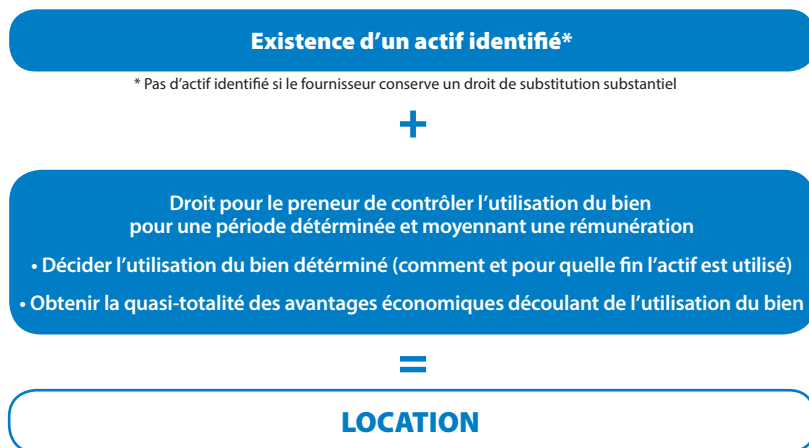 Existence d’un actif identifié*
* Pas d’actif identifié si le fournisseur conserve un droit de substitution substantiel
+
Droit pour le preneur de contrôler l’utilisation du bien
pour une période détérminée et moyennant une rémunération
• Décider l’utilisation du bien détérminé (comment et pour quelle fin l’actif est utilisé)
• Obtenir la quasi-totalité des avantages économiques découlant de l’utilisation du bien
=
LOCATION